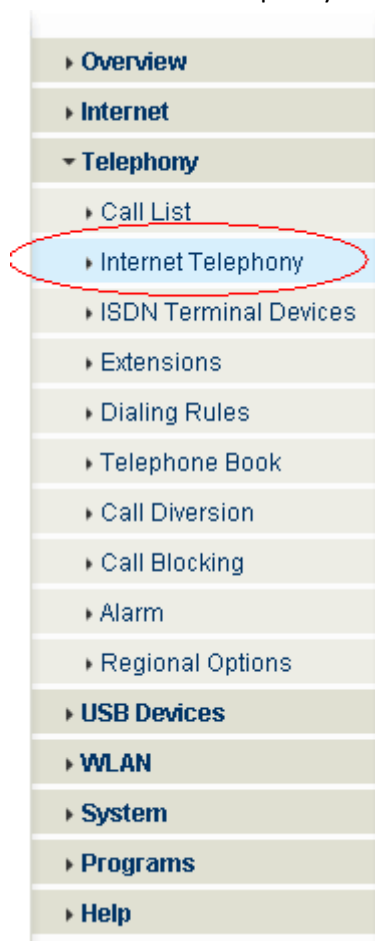 Overview
Internet
Telephony
Call List
Internet Telephony
ISDN Terminal Devices
Extensions
Dialing Rules
Telephone Book
Call Diversion
Call Blocking
Alarm
Regional Options
USB Devices
WLAN
System
Programs
Help